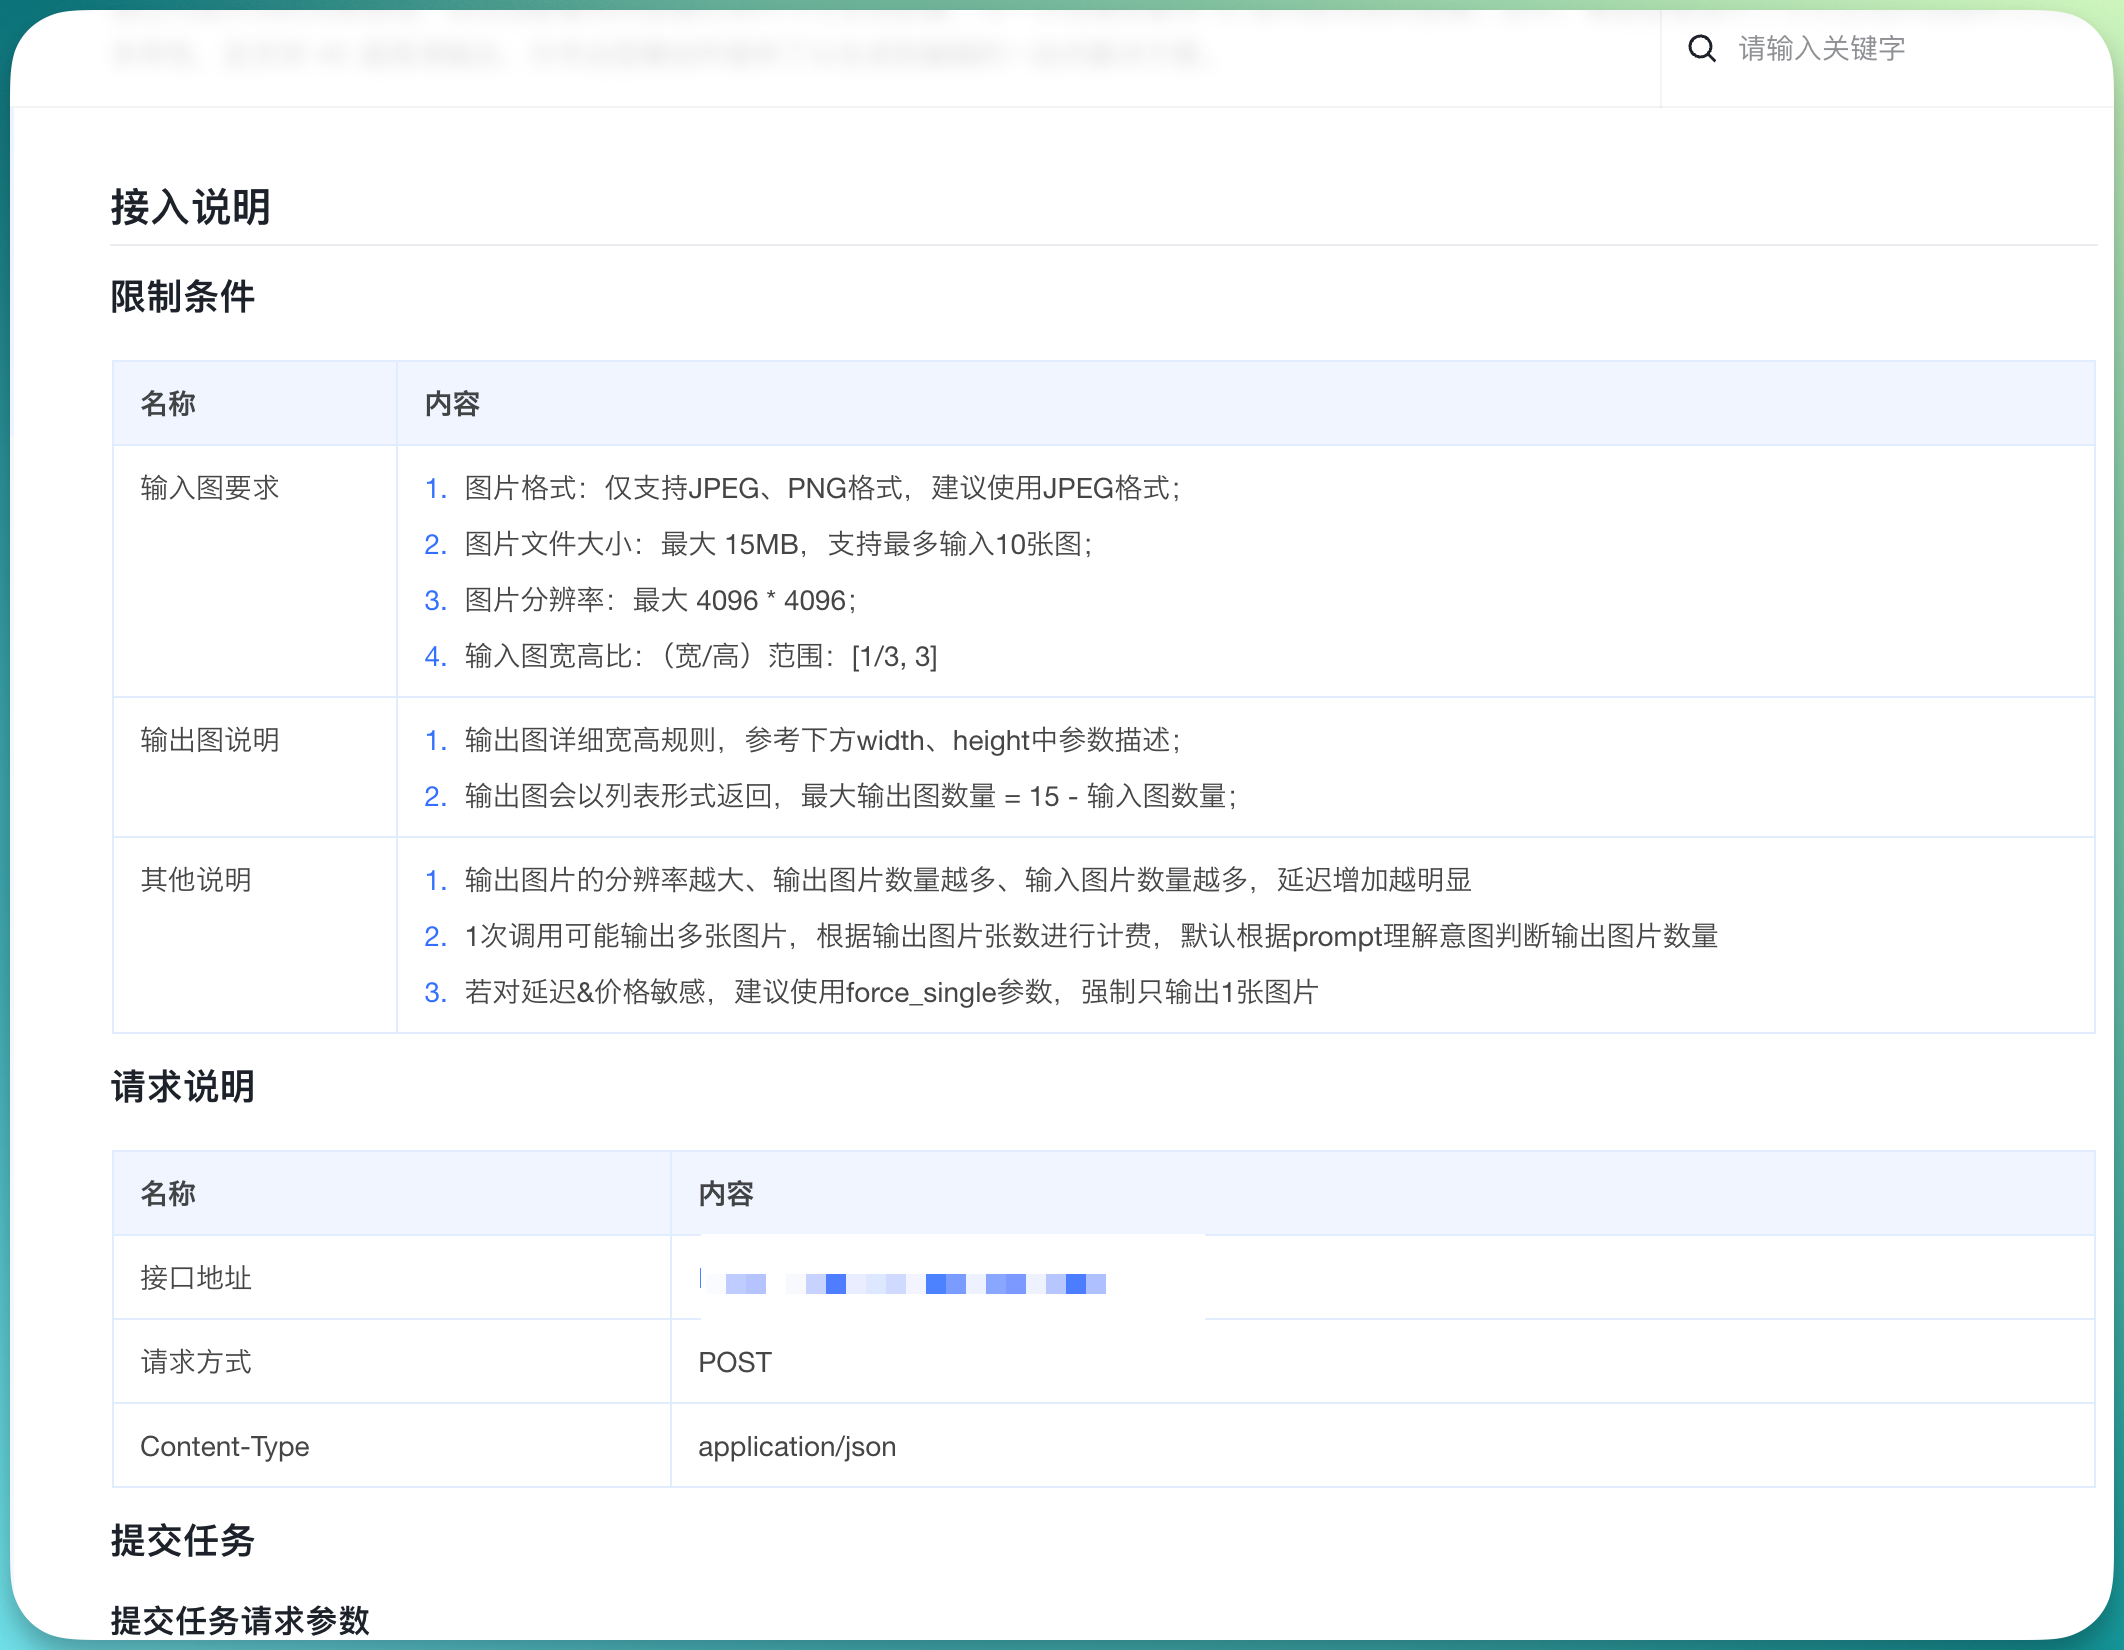 请输入关键字
接入说明
限制条件
名称
内容
输入图要求
1. 图片格式：仅支持JPEG、PNG格式，建议使用JPEG格式；
2. 图片文件大小：最大 15MB，支持最多输入10张图；
3. 图片分辨率：最大 4096 * 4096；
4. 输入图宽高比：（宽/高）范围：[1/3, 3]
输出图说明
1. 输出图详细宽高规则，参考下方width、height中参数描述；
2. 输出图会以列表形式返回，最大输出图数量 = 15 - 输入图数量；
其他说明
1. 输出图片的分辨率越大、输出图片数量越多、输入图片数量越多，延迟增加越明显
2. 1次调用可能输出多张图片，根据输出图片张数进行计费，默认根据prompt理解意图判断输出图片数量
3. 若对延迟&价格敏感，建议使用force_single参数，强制只输出1张图片
请求说明
名称
内容
接口地址
请求方式
POST
Content-Type
application/json
提交任务
提交任务请求参数